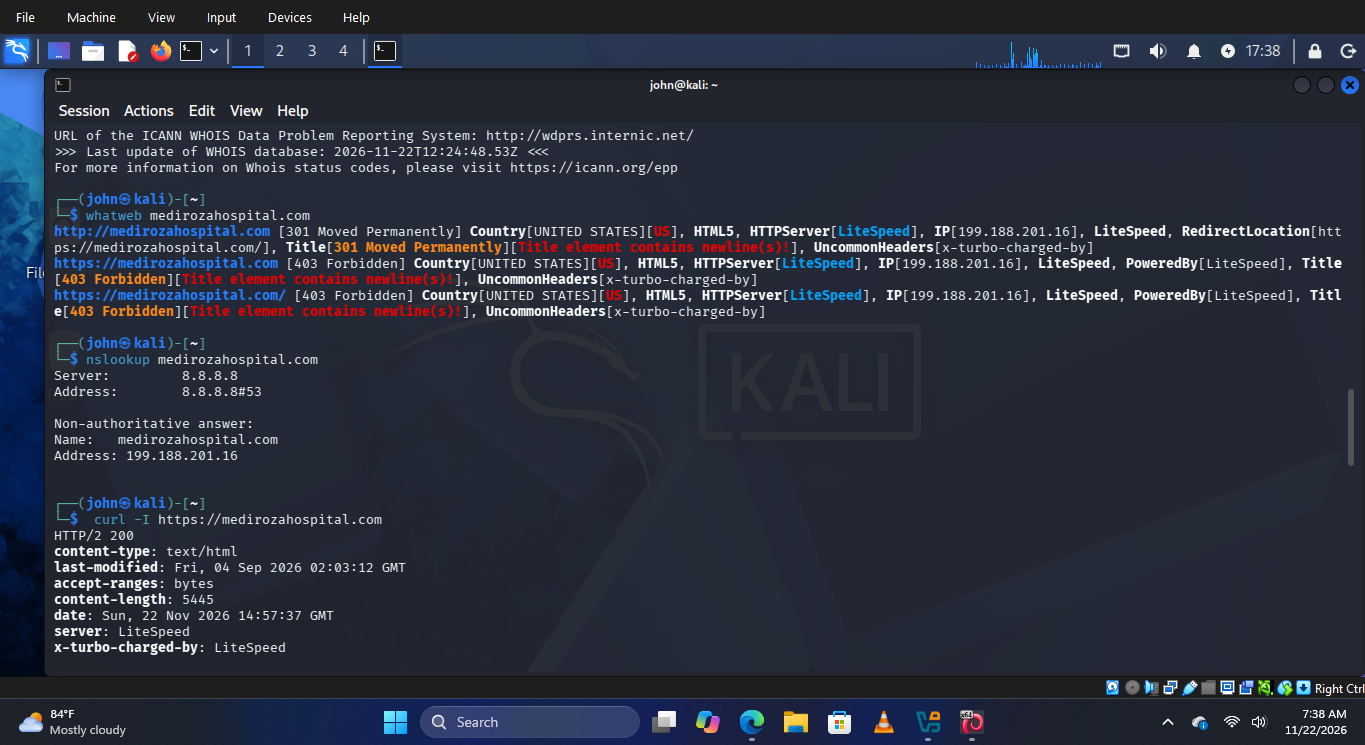 File Machine View Input Devices Help
1 2 3 4 17:38
john@kali: ~
Session Actions Edit View Help
URL of the ICANN WHOIS Data Problem Reporting System: http://wdprs.internic.net/
>>> Last update of WHOIS database: 2026-11-22T12:24:48.53Z <<<
For more information on Whois status codes, please visit https://icann.org/epp
┌──(john㉿kali)-[~]
└─$ whatweb medirozahospital.com
http://medirozahospital.com [301 Moved Permanently] Country[UNITED STATES][US], HTML5, HTTPServer[LiteSpeed], IP[199.188.201.16], LiteSpeed, RedirectLocation[htt
ps://medirozahospital.com/], Title[301 Moved Permanently][Title element contains newline(s)!], UncommonHeaders[x-turbo-charged-by]
https://medirozahospital.com [403 Forbidden] Country[UNITED STATES][US], HTML5, HTTPServer[LiteSpeed], IP[199.188.201.16], LiteSpeed, PoweredBy[LiteSpeed], Title
[403 Forbidden][Title element contains newline(s)!], UncommonHeaders[x-turbo-charged-by]
https://medirozahospital.com/ [403 Forbidden] Country[UNITED STATES][US], HTML5, HTTPServer[LiteSpeed], IP[199.188.201.16], LiteSpeed, PoweredBy[LiteSpeed], Titl
e[403 Forbidden][Title element contains newline(s)!], UncommonHeaders[x-turbo-charged-by]
┌──(john㉿kali)-[~]
└─$ nslookup medirozahospital.com
Server: 8.8.8.8
Address: 8.8.8.8#53
KALI
Non-authoritative answer:
Name: medirozahospital.com
Address: 199.188.201.16
┌──(john㉿kali)-[~]
└─$ curl -I https://medirozahospital.com
HTTP/2 200
content-type: text/html
last-modified: Fri, 04 Sep 2026 02:03:12 GMT
accept-ranges: bytes
content-length: 5445
date: Sun, 22 Nov 2026 14:57:37 GMT
server: LiteSpeed
x-turbo-charged-by: LiteSpeed
Right Ctrl
84°F
Mostly cloudy
Search
7:38 AM
11/22/2026